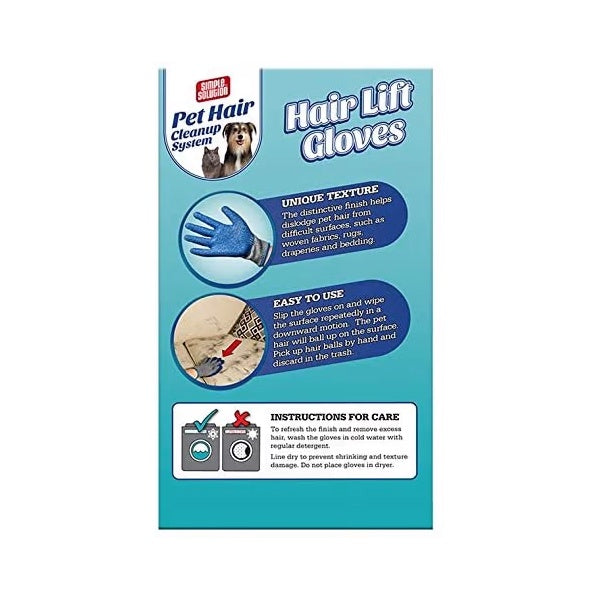 SIMPLE
SOLUTION
Pet Hair
Cleanup
System
Hair Lift
Gloves
UNIQUE TEXTURE
The distinctive finish helps
dislodge pet hair from
difficult surfaces, such as
woven fabrics, rugs,
draperies and bedding.
EASY TO USE
Slip the gloves on and wipe
the surface repeatedly in a
downward motion. The pet
hair will ball up on the surface.
Pick up hair balls by hand and
discard in the trash.
INSTRUCTIONS FOR CARE
To refresh the finish and remove excess
hair, wash the gloves in cold water with
regular detergent.
Line dry to prevent shrinking and texture
damage. Do not place gloves in dryer.